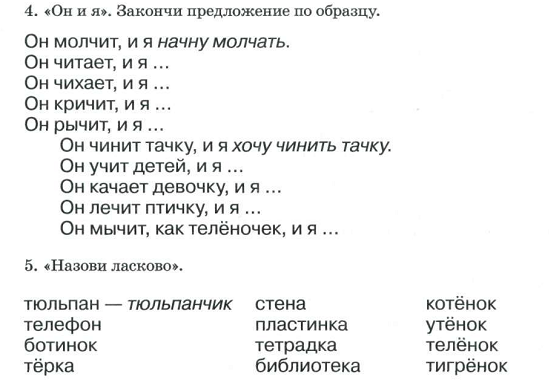 4. «Он и я». Закончи предложение по образцу.
Он молчит, и я начну молчать.
Он читает, и я ...
Он чихает, и я ...
Он кричит, и я ...
Он рычит, и я ...
Он чинит тачку, и я хочу чинить тачку.
Он учит детей, и я ...
Он качает девочку, и я ...
Он лечит птичку, и я ...
Он мычит, как телёночек, и я ...
5. «Назови ласково».
тюльпан — тюльпанчик стена котёнок
телефон пластинка утёнок
ботинок тетрадка телёнок
тёрка библиотека тигрёнок